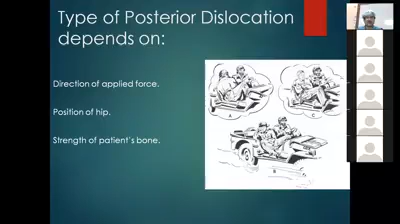 Type of Posterior Dislocation
depends on:
Direction of applied force.
Position of hip.
Strength of patient's bone.
A
C
B